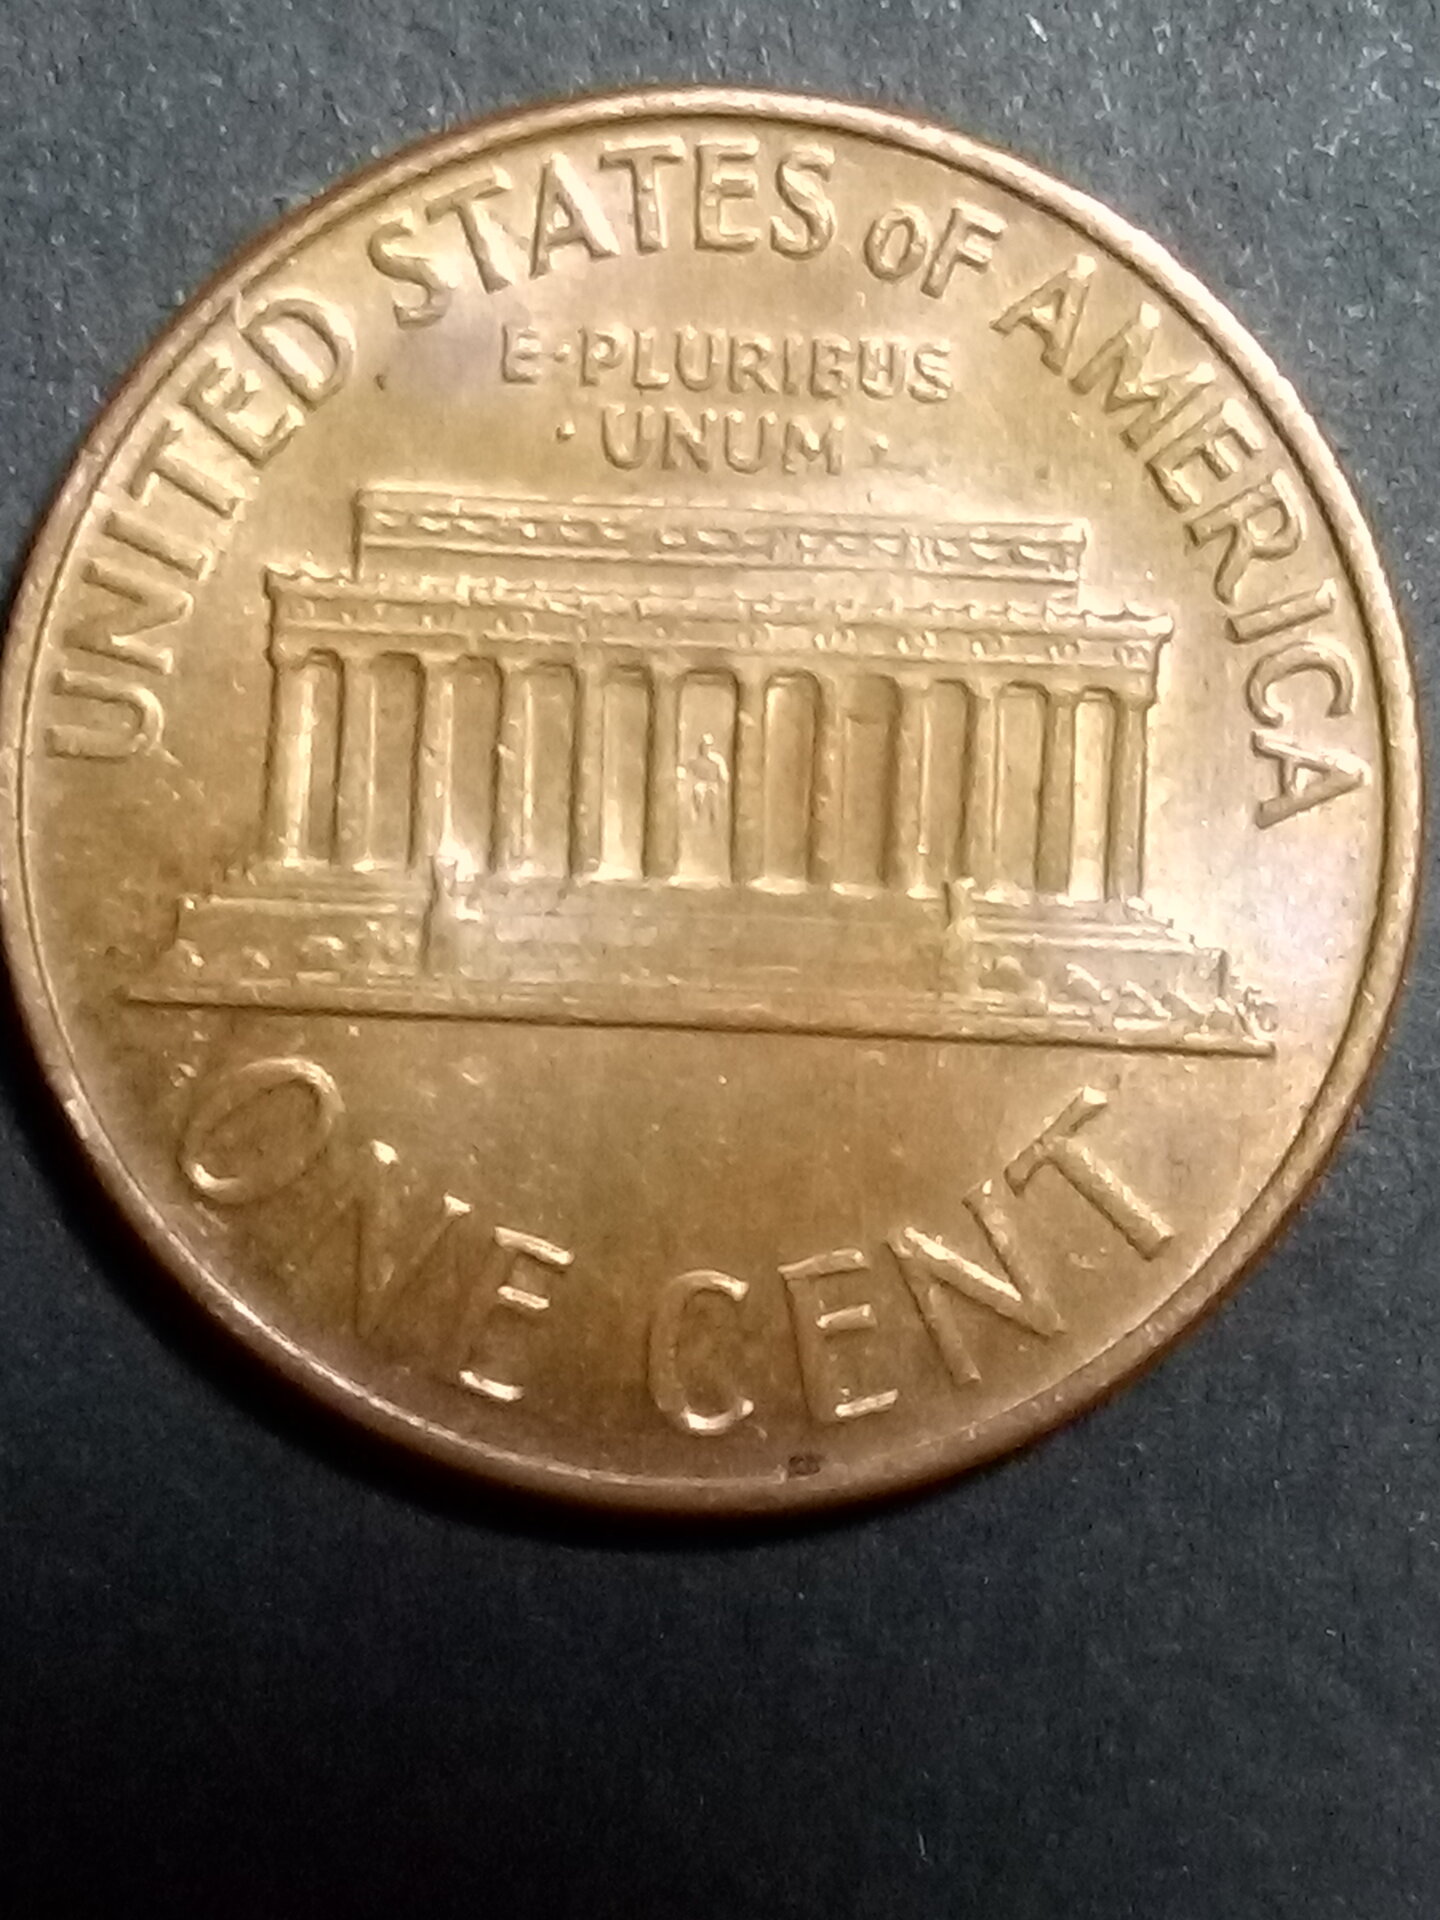 UNITED STATES OF AMERICA
E·PLURIBUS
·UNUM·
ONE CENT